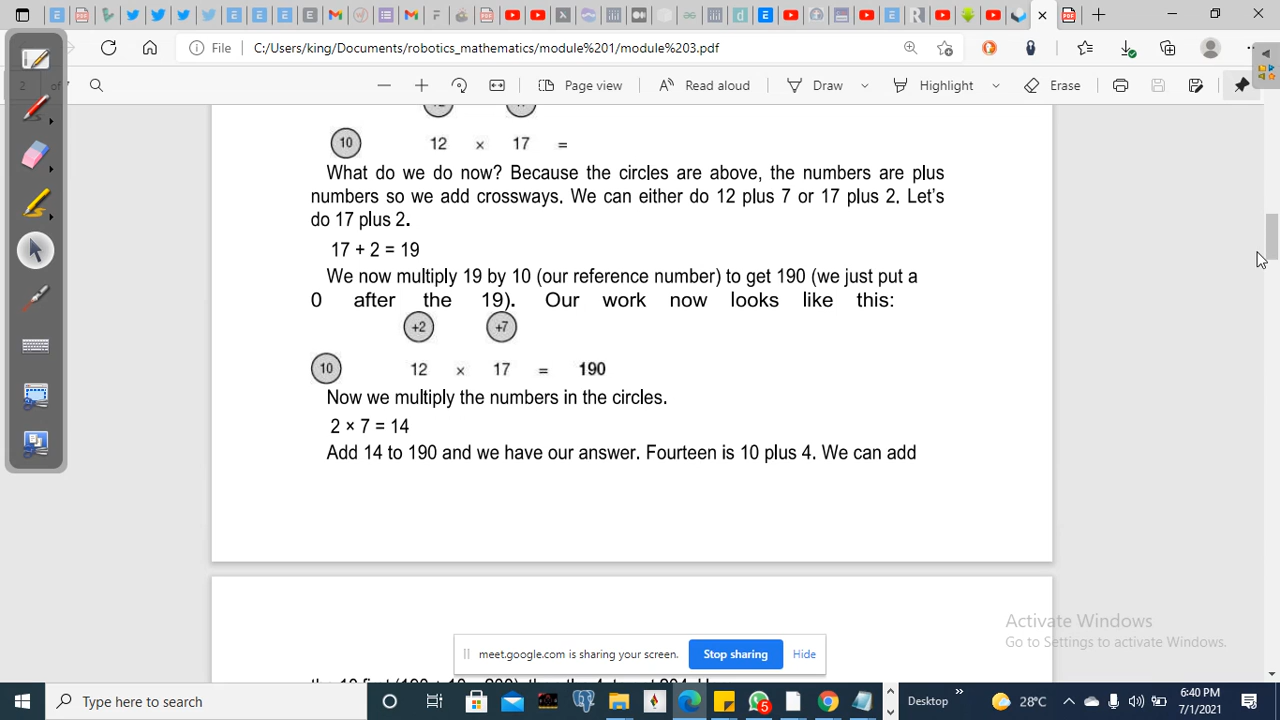 File
C:/Users/king/Documents/robotics_mathematics/module%201/module%203.pdf
2
Page view
Read aloud
Draw
Highlight
Erase
10
12 × 17 =
What do we do now? Because the circles are above, the numbers are plus
numbers so we add crossways. We can either do 12 plus 7 or 17 plus 2. Let's
do 17 plus 2.
17 + 2 = 19
We now multiply 19 by 10 (our reference number) to get 190 (we just put a
0 after the 19). Our work now looks like this:
+2 +7
10 12 × 17 = 190
Now we multiply the numbers in the circles.
2 × 7 = 14
Add 14 to 190 and we have our answer. Fourteen is 10 plus 4. We can add
Activate Windows
Go to Settings to activate Windows.
meet.google.com is sharing your screen.
Stop sharing
Hide
Type here to search
5
Desktop
28°C
6:40 PM
7/1/2021